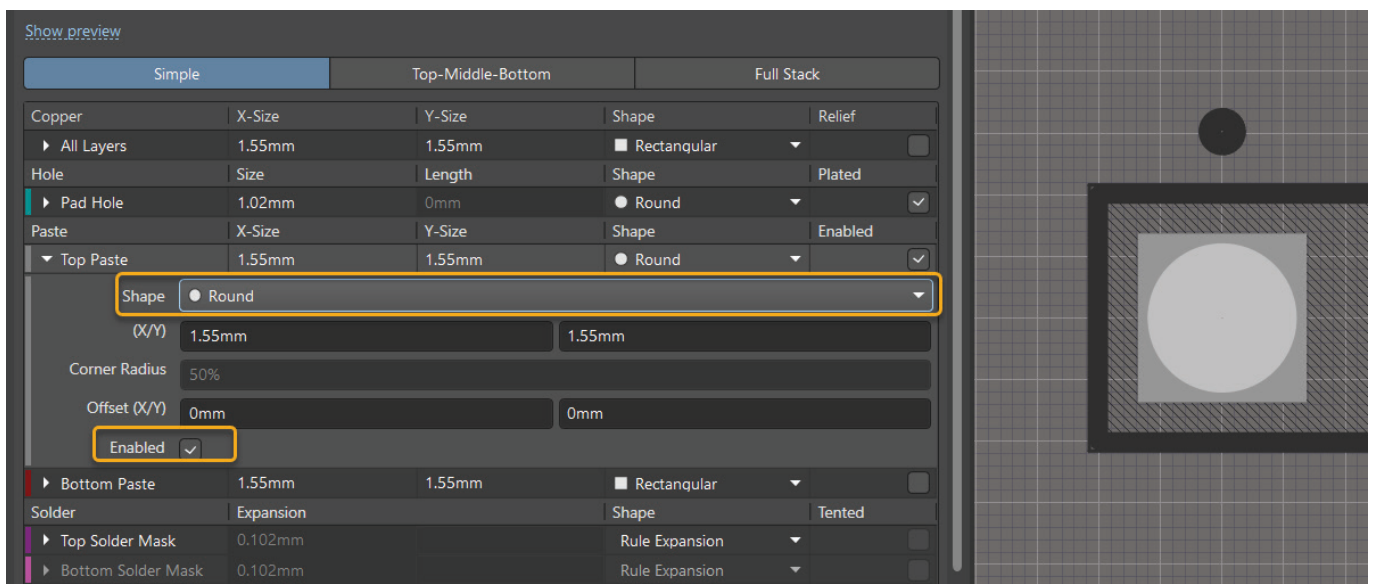 Show preview
Simple Top-Middle-Bottom Full Stack
Copper X-Size Y-Size Shape Relief
All Layers 1.55mm 1.55mm Rectangular
Hole Size Length Shape Plated
Pad Hole 1.02mm 0mm Round
Paste X-Size Y-Size Shape Enabled
Top Paste 1.55mm 1.55mm Round
Shape Round
(X/Y) 1.55mm 1.55mm
Corner Radius 50%
Offset (X/Y) 0mm 0mm
Enabled
Bottom Paste 1.55mm 1.55mm Rectangular
Solder Expansion Shape Tented
Top Solder Mask 0.102mm Rule Expansion
Bottom Solder Mask 0.102mm Rule Expansion